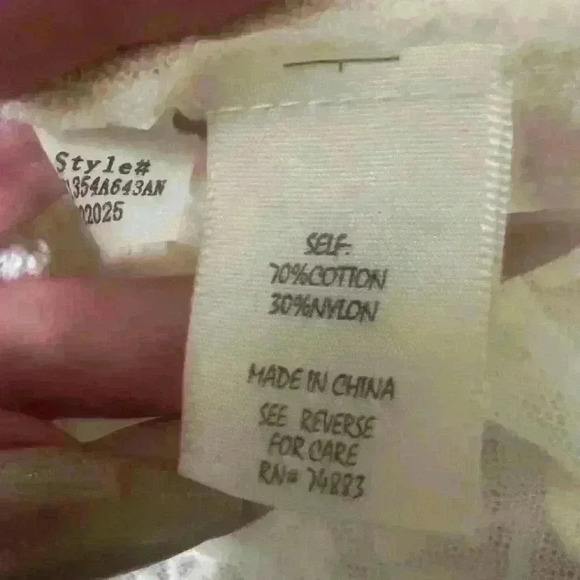 Style#
354A643AN
02025
SELF:
70%COTTON
30%NYLON
MADE IN CHINA
SEE REVERSE
FOR CARE
RN# 74883